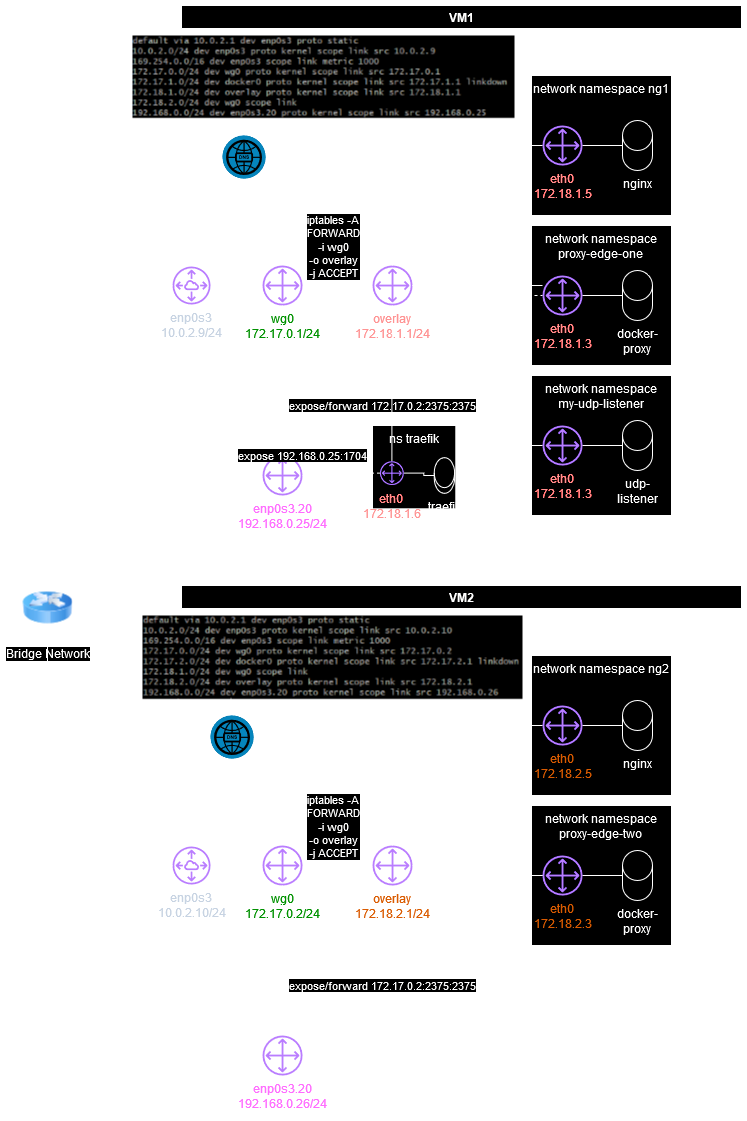 VM1
default via 10.0.2.1 dev enp0s3 proto static
10.0.2.0/24 dev enp0s3 proto kernel scope link src 10.0.2.9
169.254.0.0/16 dev enp0s3 scope link metric 1000
172.17.0.0/24 dev wg0 proto kernel scope link src 172.17.0.1
172.17.1.0/24 dev docker0 proto kernel scope link src 172.17.1.1 linkdown
172.18.1.0/24 dev overlay proto kernel scope link src 172.18.1.1
172.18.2.0/24 dev wg0 scope link
192.168.0.0/24 dev enp0s3.20 proto kernel scope link src 192.168.0.25
DNS
network namespace ng1
eth0
172.18.1.5
nginx
iptables -A
FORWARD
-i wg0
-o overlay
-j ACCEPT
enp0s3
10.0.2.9/24
wg0
172.17.0.1/24
overlay
172.18.1.1/24
network namespace
proxy-edge-one
eth0
172.18.1.3
docker-
proxy
expose/forward 172.17.0.2:2375:2375
expose 192.168.0.25:1704
enp0s3.20
192.168.0.25/24
ns traefik
eth0
172.18.1.6
traefi
network namespace
my-udp-listener
eth0
172.18.1.3
udp-
listener
Bridge Network
VM2
default via 10.0.2.1 dev enp0s3 proto static
10.0.2.0/24 dev enp0s3 proto kernel scope link src 10.0.2.10
169.254.0.0/16 dev enp0s3 scope link metric 1000
172.17.0.0/24 dev wg0 proto kernel scope link src 172.17.0.2
172.17.2.0/24 dev docker0 proto kernel scope link src 172.17.2.1 linkdown
172.18.1.0/24 dev wg0 scope link
172.18.2.0/24 dev overlay proto kernel scope link src 172.18.2.1
192.168.0.0/24 dev enp0s3.20 proto kernel scope link src 192.168.0.26
DNS
network namespace ng2
eth0
172.18.2.5
nginx
iptables -A
FORWARD
-i wg0
-o overlay
-j ACCEPT
enp0s3
10.0.2.10/24
wg0
172.17.0.2/24
overlay
172.18.2.1/24
network namespace
proxy-edge-two
eth0
172.18.2.3
docker-
proxy
expose/forward 172.17.0.2:2375:2375
enp0s3.20
192.168.0.26/24